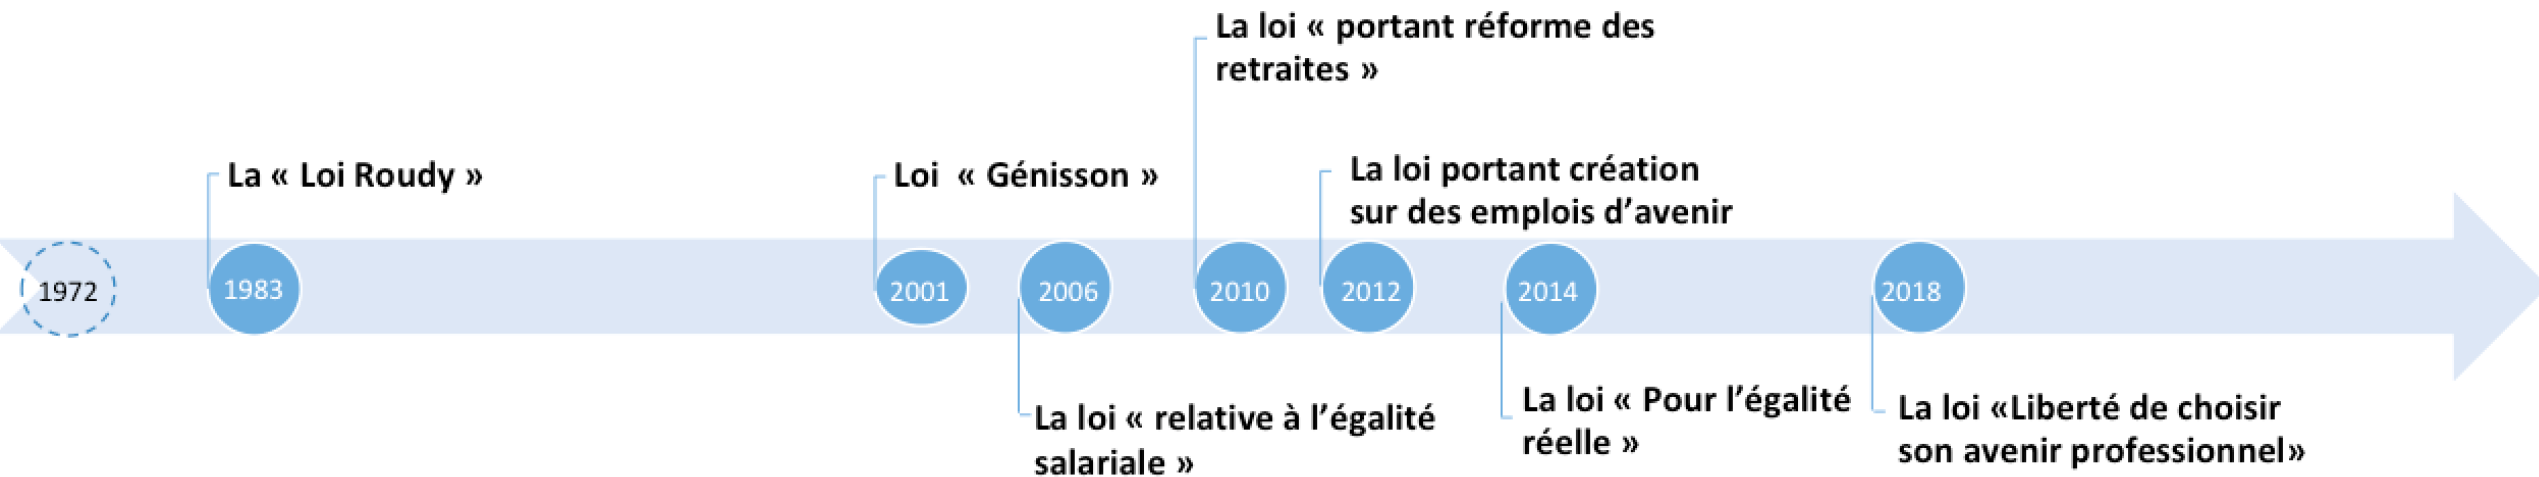 La loi « portant réforme des
retraites »
La « Loi Roudy »
Loi « Génisson »
La loi portant création
sur des emplois d’avenir
1972
1983
2001
2006
2010
2012
2014
2018
La loi « relative à l’égalité
salariale »
La loi « Pour l’égalité
réelle »
La loi «Liberté de choisir
son avenir professionnel»